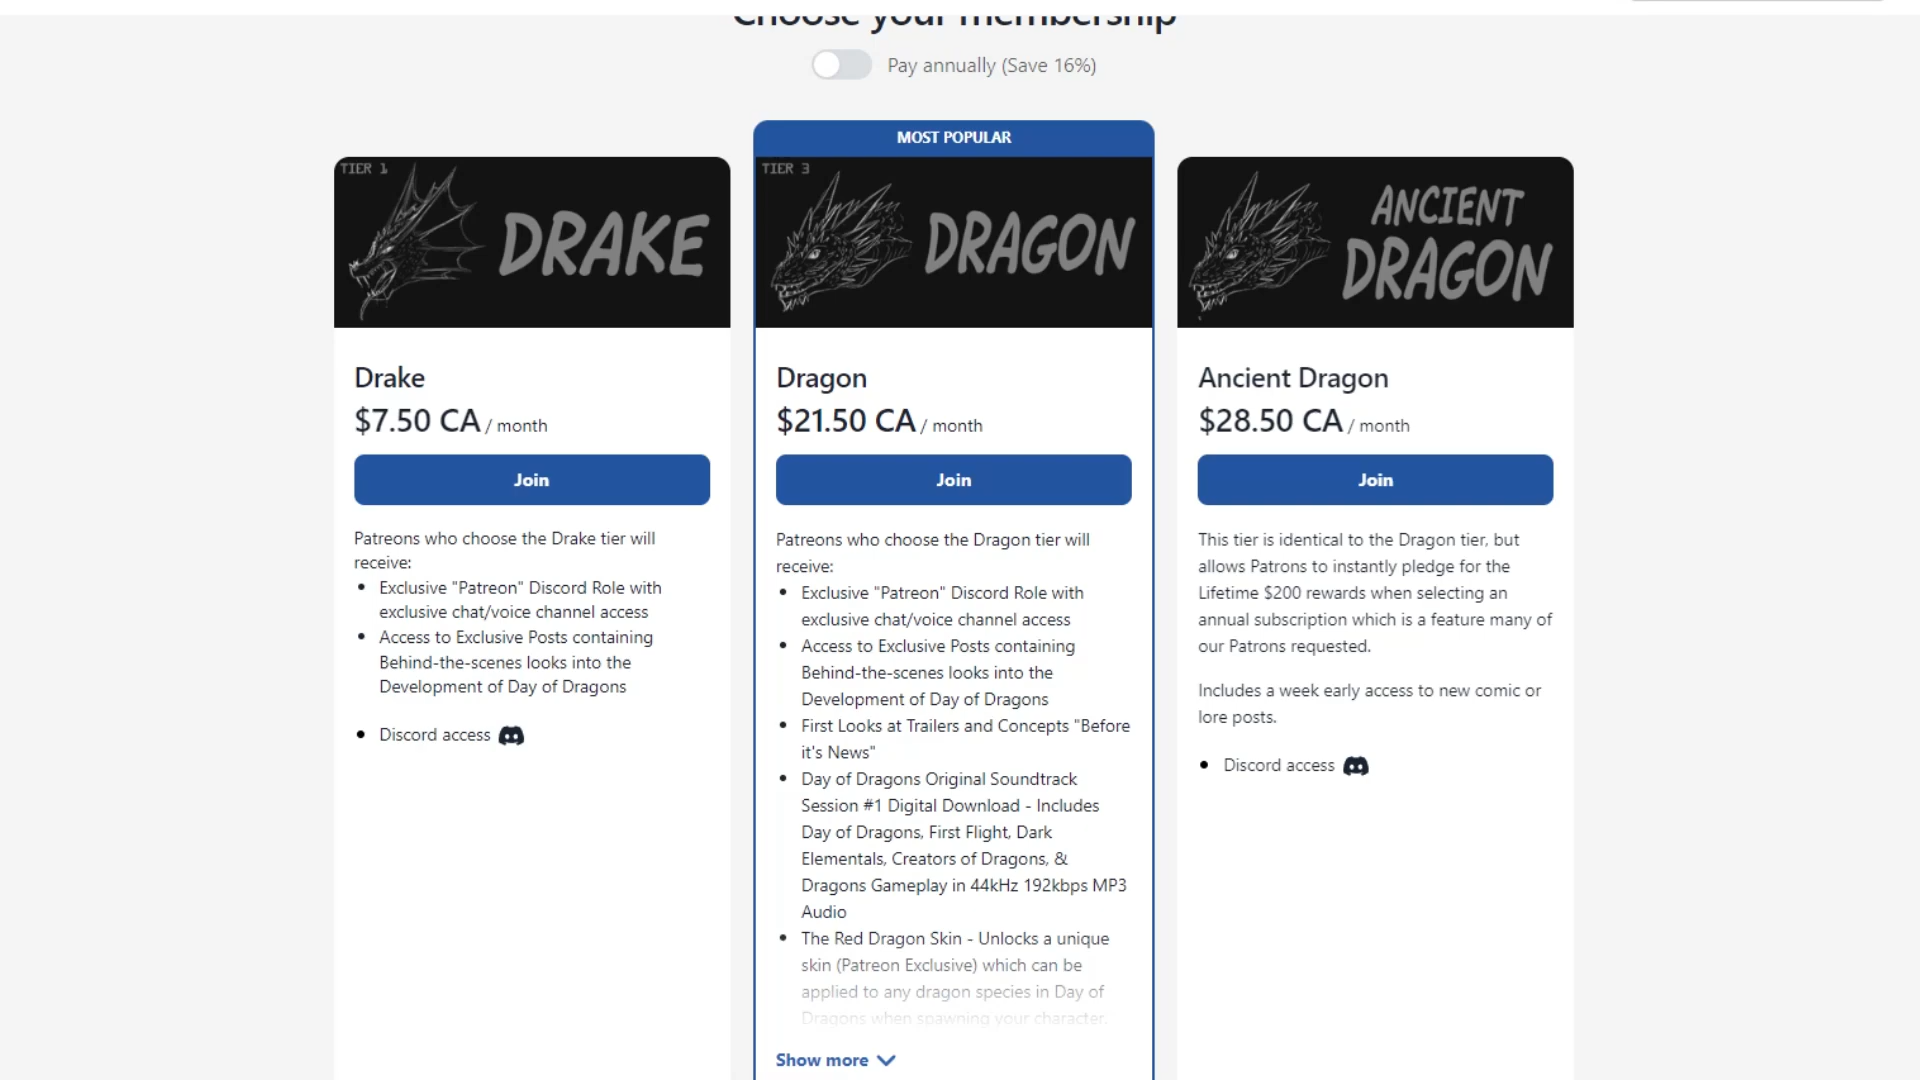 Choose your membership
Pay annually (Save 16%)
TIER 1
DRAKE
Drake
$7.50 CA / month
Join
Patreons who choose the Drake tier will
receive:
Exclusive "Patreon" Discord Role with
exclusive chat/voice channel access
Access to Exclusive Posts containing
Behind-the-scenes looks into the
Development of Day of Dragons
Discord access
MOST POPULAR
TIER 3
DRAGON
Dragon
$21.50 CA / month
Join
Patreons who choose the Dragon tier will
receive:
Exclusive "Patreon" Discord Role with
exclusive chat/voice channel access
Access to Exclusive Posts containing
Behind-the-scenes looks into the
Development of Day of Dragons
First Looks at Trailers and Concepts "Before
it's News"
Day of Dragons Original Soundtrack
Session #1 Digital Download - Includes
Day of Dragons, First Flight, Dark
Elementals, Creators of Dragons, &
Dragons Gameplay in 44kHz 192kbps MP3
Audio
The Red Dragon Skin - Unlocks a unique
skin (Patreon Exclusive) which can be
applied to any dragon species in Day of
Dragons when spawning your character.
Show more
ANCIENT
DRAGON
Ancient Dragon
$28.50 CA / month
Join
This tier is identical to the Dragon tier, but
allows Patrons to instantly pledge for the
Lifetime $200 rewards when selecting an
annual subscription which is a feature many of
our Patrons requested.
Includes a week early access to new comic or
lore posts.
Discord access